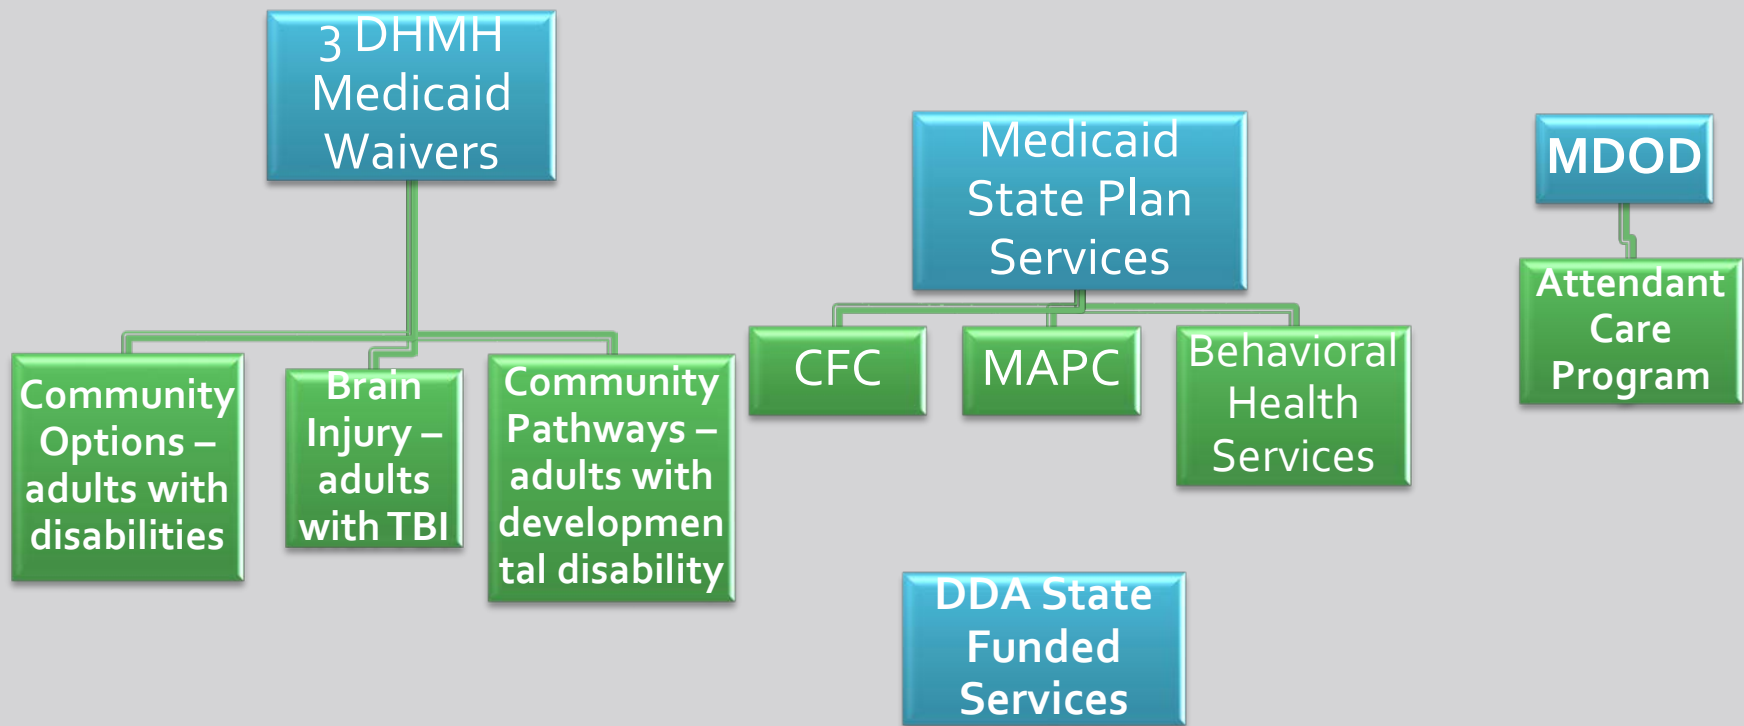 3 DHMH
Medicaid
Waivers
Community
Options –
adults with
disabilities
Brain
Injury –
adults
with TBI
Community
Pathways –
adults with
developmen
tal disability
Medicaid
State Plan
Services
CFC
MAPC
Behavioral
Health
Services
MDOD
Attendant
Care
Program
DDA State
Funded
Services